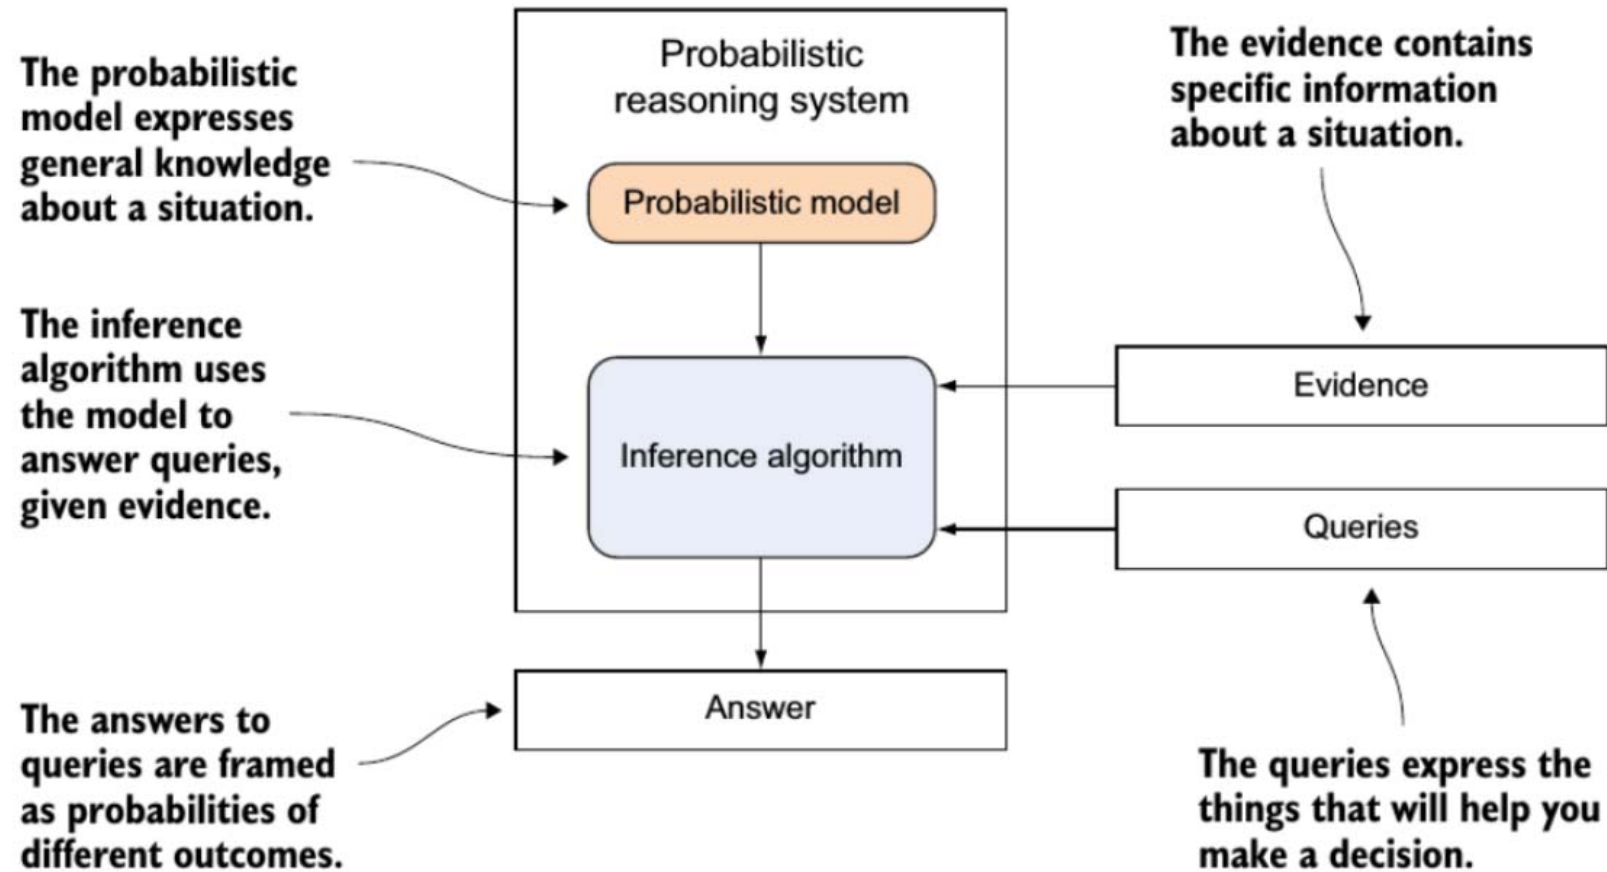 The probabilistic
model expresses
general knowledge
about a situation.
Probabilistic
reasoning system
Probabilistic model
The evidence contains
specific information
about a situation.
The inference
algorithm uses
the model to
answer queries,
given evidence.
Inference algorithm
Evidence
Queries
The answers to
queries are framed
as probabilities of
different outcomes.
Answer
The queries express the
things that will help you
make a decision.